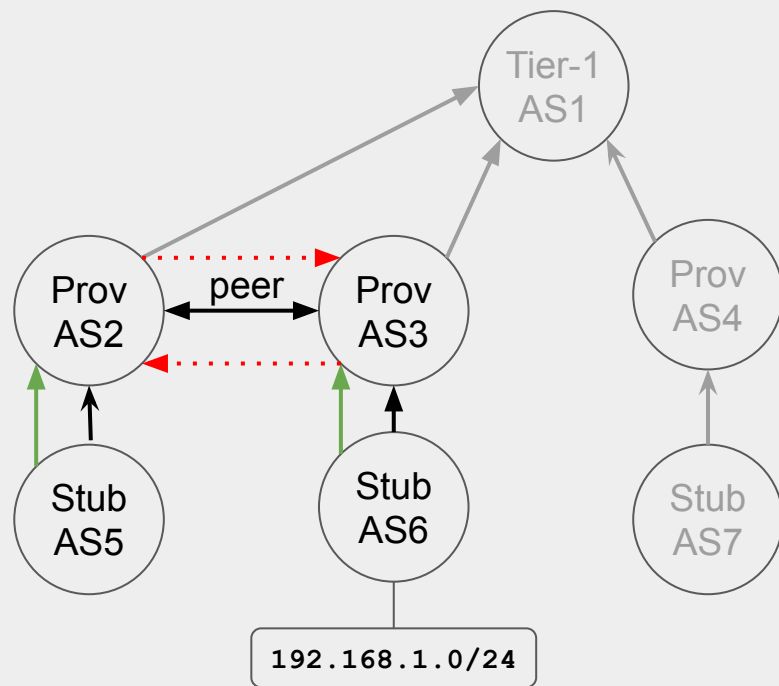 Tier-1
AS1
Prov
AS2
peer
Prov
AS3
Prov
AS4
Stub
AS5
Stub
AS6
Stub
AS7
192.168.1.0/24